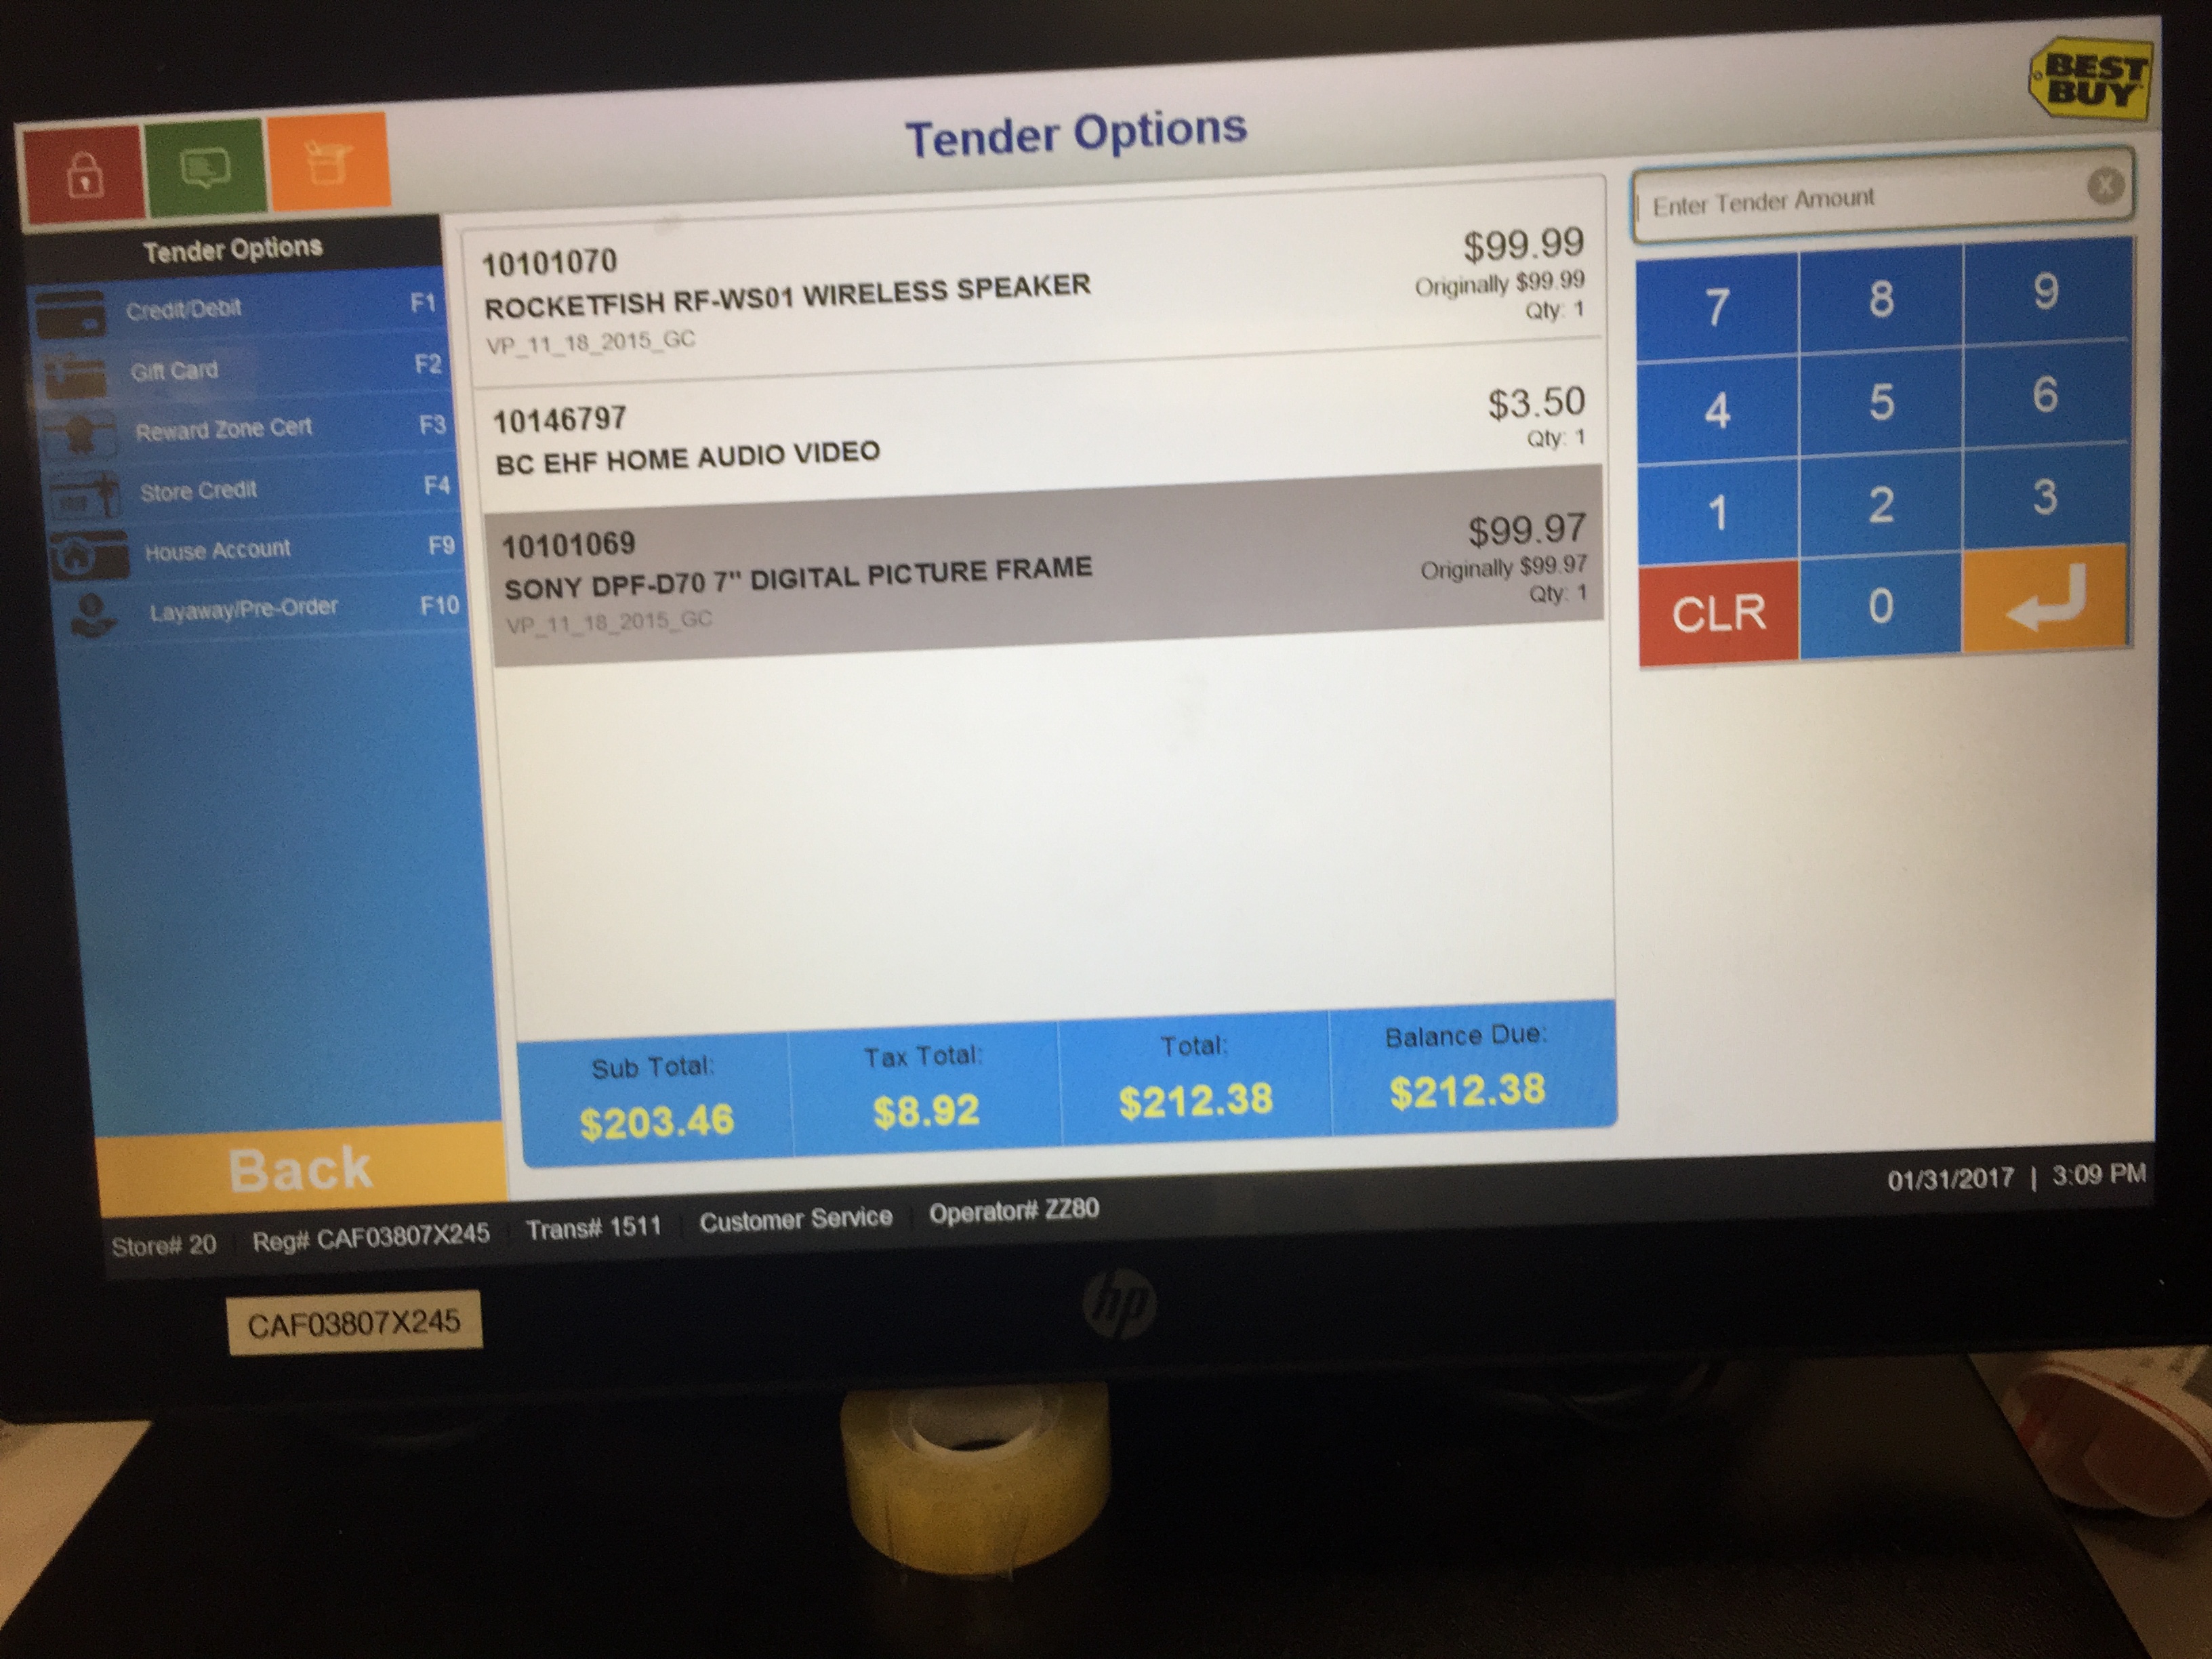 BEST
BUY
Tender Options
Enter Tender Amount
X
Tender Options
Credit/Debit F1
Gift Card F2
Reward Zone Cert F3
Store Credit F4
House Account F9
Layaway/Pre-Order F10
10101070 $99.99
ROCKETFISH RF-WS01 WIRELESS SPEAKER Originally $99.99
VP_11_18_2015_GC Qty: 1
10146797 $3.50
BC EHF HOME AUDIO VIDEO Qty: 1
10101069 $99.97
SONY DPF-D70 7" DIGITAL PICTURE FRAME Originally $99.97
VP_11_18_2015_GC Qty: 1
7 8 9
4 5 6
1 2 3
CLR 0
Sub Total: Tax Total: Total: Balance Due:
$203.46 $8.92 $212.38 $212.38
Back
01/31/2017 | 3:09 PM
Store# 20 Reg# CAF03807X245 Trans# 1511 Customer Service Operator# ZZ80
CAF03807X245
hp